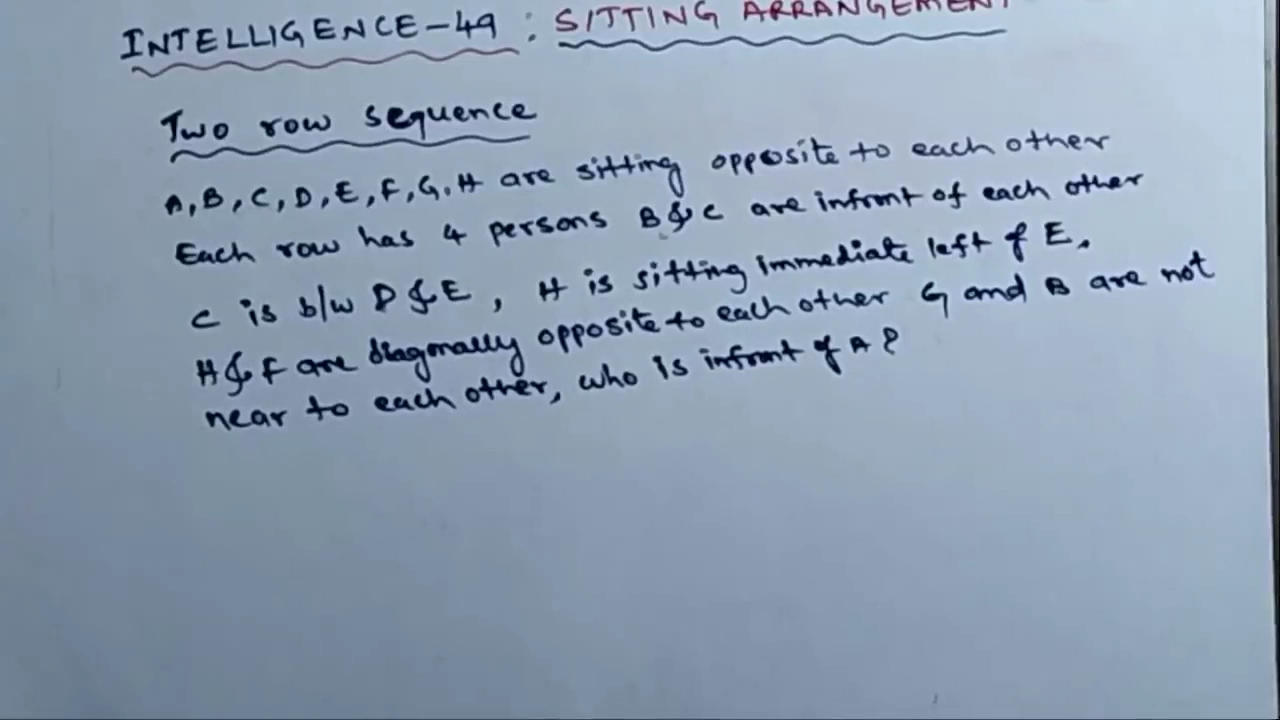 INTELLIGENCE-49 : SITTING ARRANGEMENT
Two row sequence
A, B, C, D, E, F, G, H are sitting opposite to each other
Each row has 4 persons B & C are infront of each other
C is b/w D & E, H is sitting immediate left of E.
H & F are diagonally opposite to each other G and B are not
near to each other, who is infront of A?